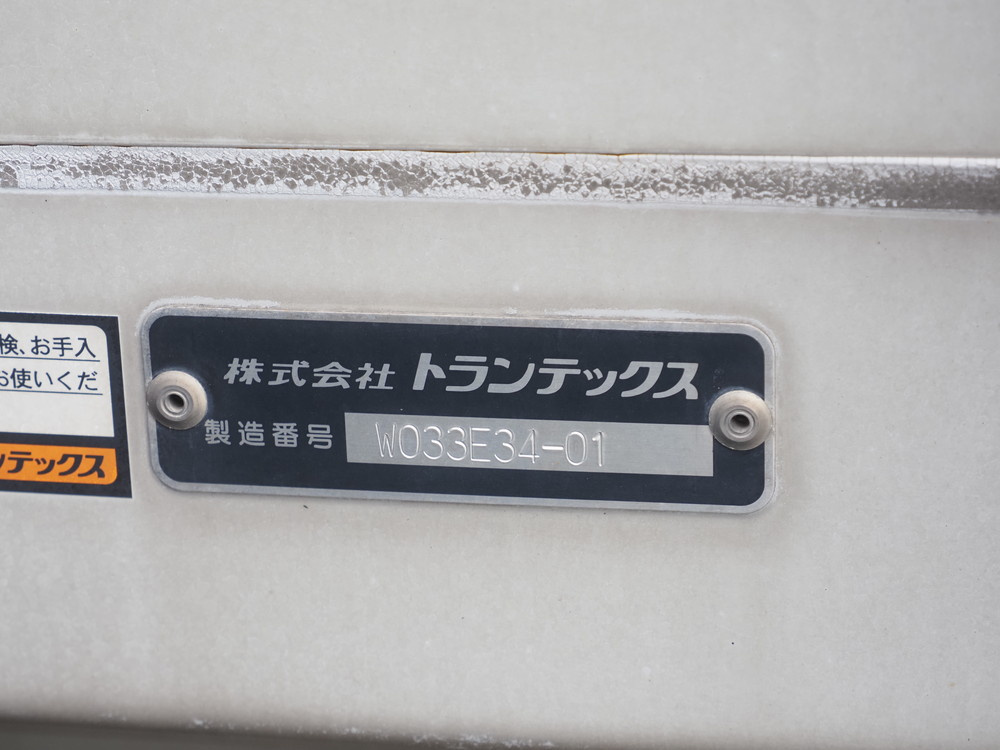 検、お手入
お使いくだ
ンテックス
株式会社 トランテックス
製造番号 W033E34-01